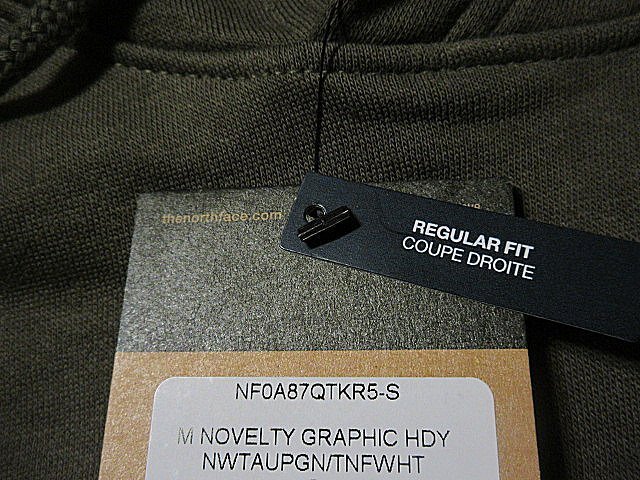 thenorthface.com
REGULAR FIT
COUPE DROITE
NF0A87QTKR5-S
M NOVELTY GRAPHIC HDY
NWTAUPGN/TNFWHT